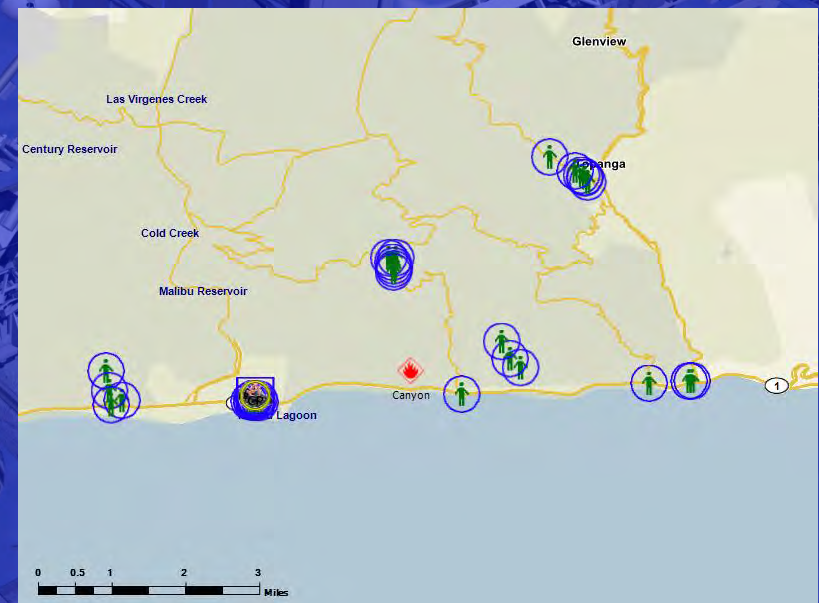 Glenview
Las Virgenes Creek
Century Reservoir
Topanga
Cold Creek
Malibu Reservoir
1
Canyon
Lagoon
0 0.5 1 2 3
Miles